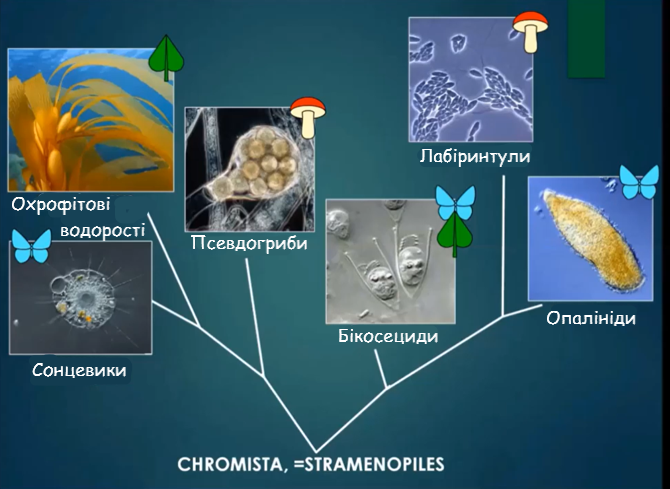 Лабіринтули
Охрофітові
водорості
Псевдогриби
Опалініди
Бікосециди
Сонцевики
CHROMISTA, =STRAMENOPILES